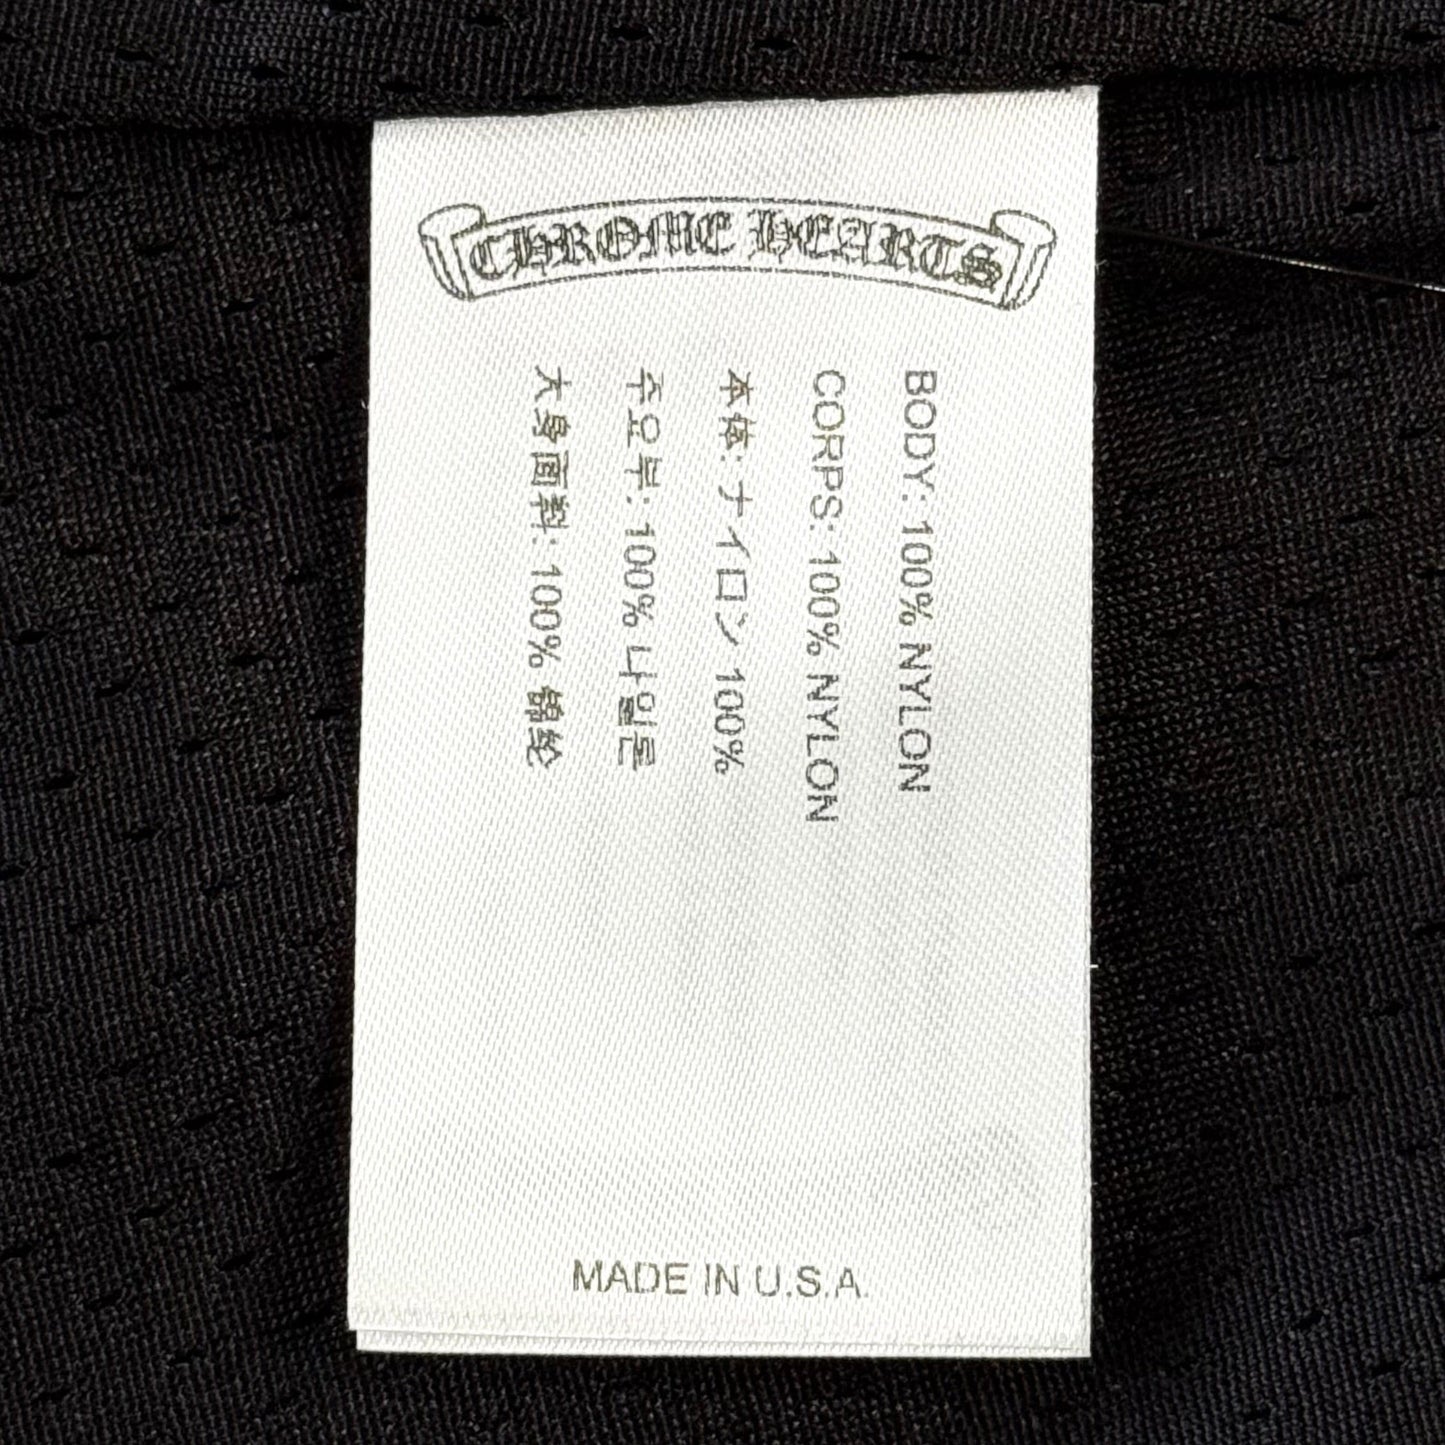 CHROME HEARTS
BODY: 100% NYLON
CORPS: 100% NYLON
本体: ナイロン 100%
주요부: 100% 나일론
大身面料: 100% 锦纶
MADE IN U.S.A.